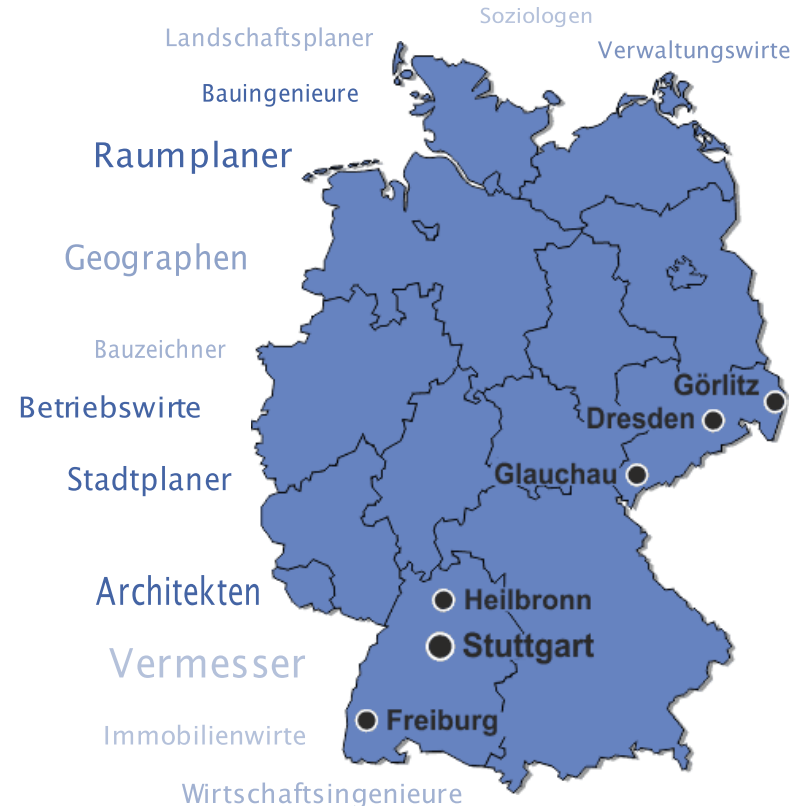 Soziologen
Landschaftsplaner
Verwaltungswirte
Bauingenieure
Raumplaner
Geographen
Bauzeichner
Görlitz
Betriebswirte
Dresden
Stadtplaner
Glauchau
Architekten
Heilbronn
Stuttgart
Vermesser
Freiburg
Immobilienwirte
Wirtschaftsingenieure